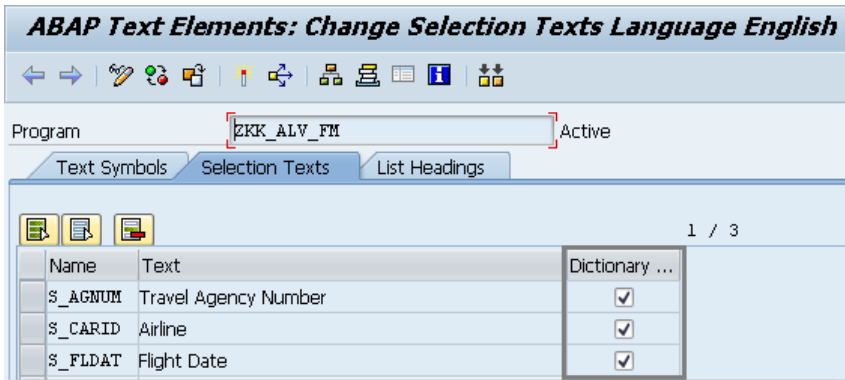 ABAP Text Elements: Change Selection Texts Language English
Program ZKK_ALV_FM Active
Text Symbols Selection Texts List Headings
1 / 3
Name Text Dictionary ...
S_AGNUM Travel Agency Number
S_CARID Airline
S_FLDAT Flight Date